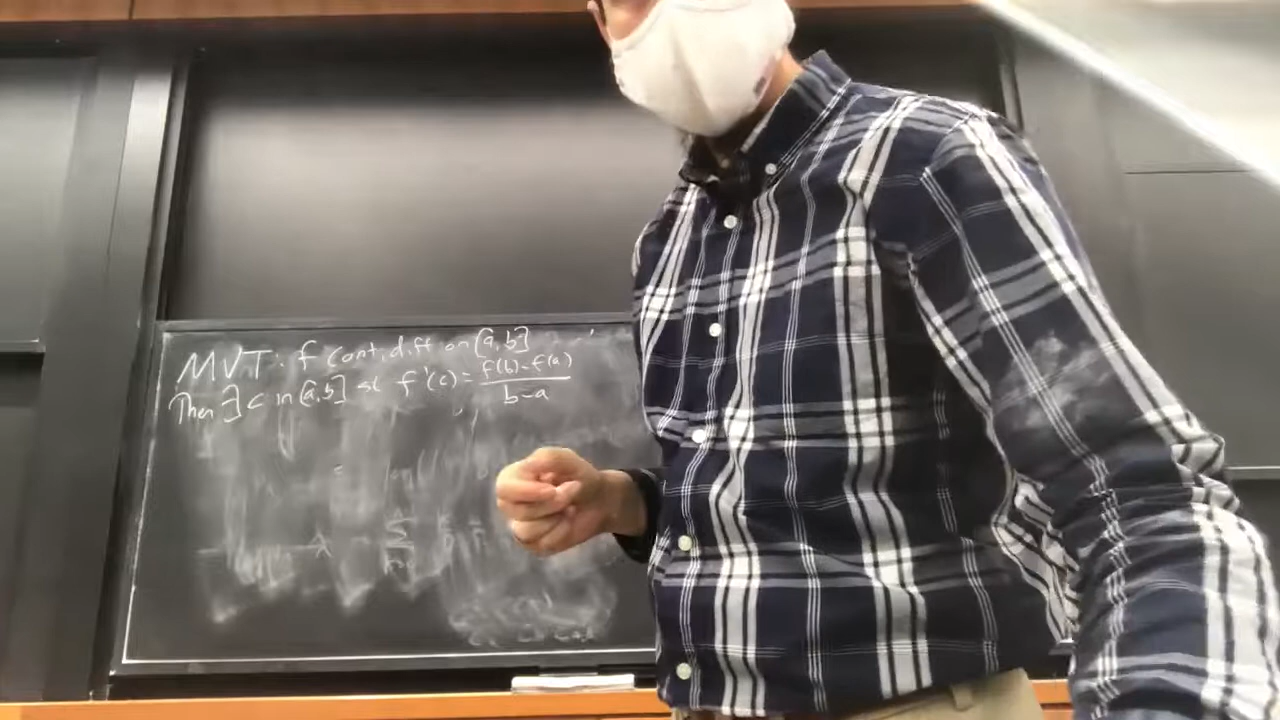 MVT: f cont, diff on [a,b]
Then ∃ c in [a,b] st f'(c) = f(b)-f(a) / b-a